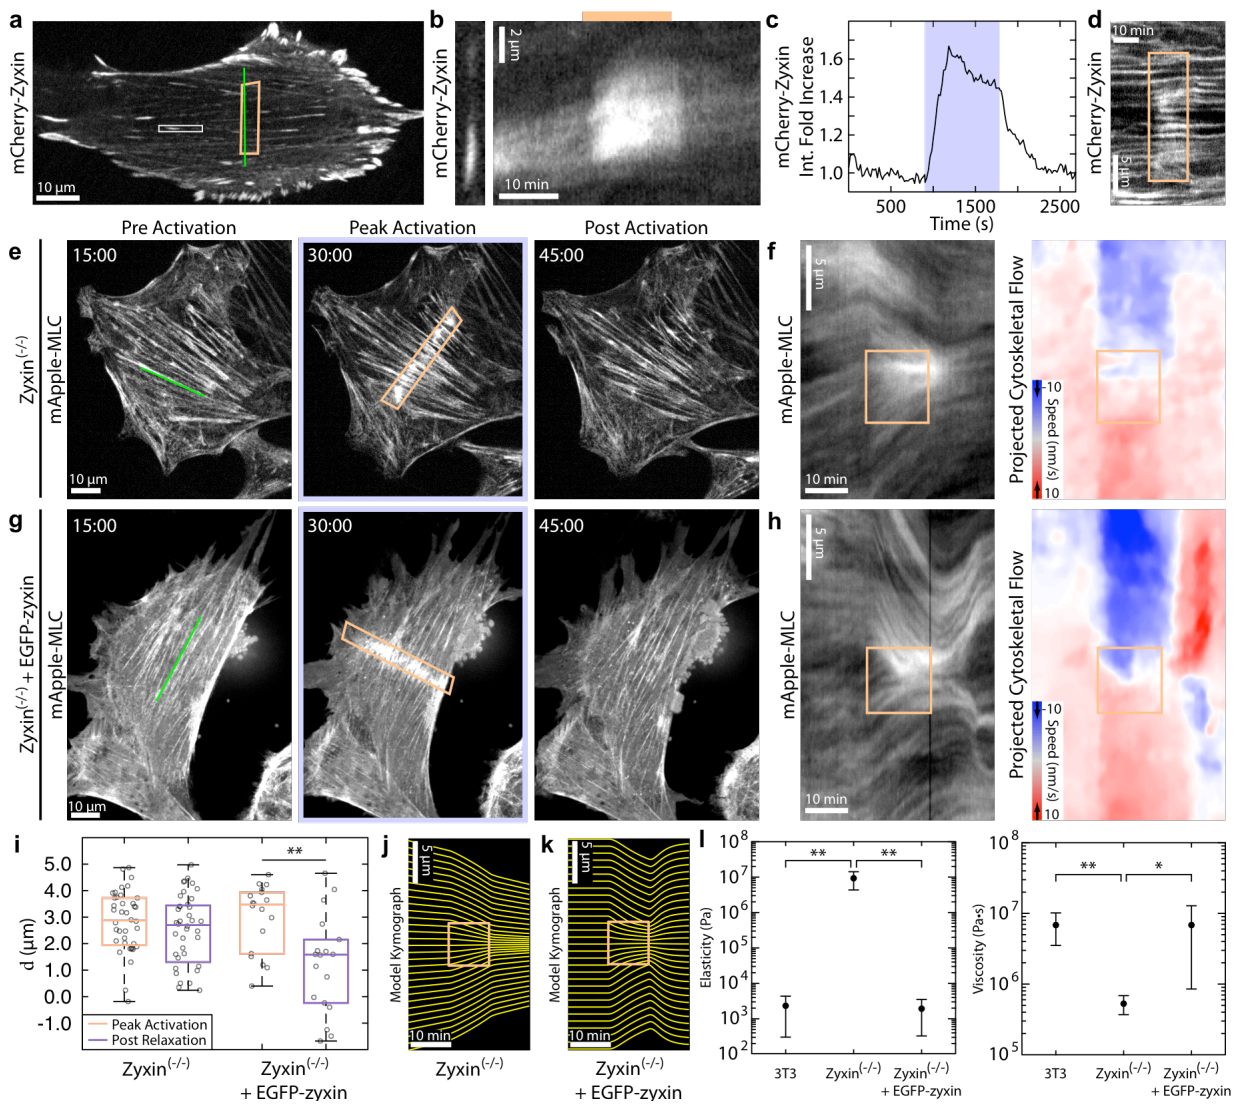 a
mCherry-Zyxin
10 µm
b
mCherry-Zyxin
2 µm
10 min
c
mCherry-Zyxin
Int. Fold Increase
1.6
1.4
1.2
1.0
500
1500
2500
Time (s)
d
mCherry-Zyxin
10 min
5 µm
Pre Activation
Peak Activation
Post Activation
e
Zyxin(-/-)
mApple-MLC
15:00
10 µm
30:00
45:00
f
mApple-MLC
5 µm
10 min
Projected Cytoskeletal Flow
-10
Speed (nm/s)
10
g
Zyxin(-/-) + EGFP-zyxin
mApple-MLC
15:00
10 µm
30:00
45:00
h
mApple-MLC
5 µm
10 min
Projected Cytoskeletal Flow
-10
Speed (nm/s)
10
i
d (µm)
5.0
4.0
3.0
2.0
1.0
0.0
-1.0
**
Peak Activation
Post Relaxation
Zyxin(-/-)
Zyxin(-/-)
+ EGFP-zyxin
j
Model Kymograph
5 µm
10 min
Zyxin(-/-)
k
Model Kymograph
5 µm
10 min
Zyxin(-/-)
+ EGFP-zyxin
l
Elasticity (Pa)
10^8
10^7
10^6
10^5
10^4
10^3
10^2
**
**
3T3
Zyxin(-/-)
Zyxin(-/-)
+ EGFP-zyxin
Viscosity (Pa•s)
10^8
10^7
10^6
10^5
**
*
3T3
Zyxin(-/-)
Zyxin(-/-)
+ EGFP-zyxin